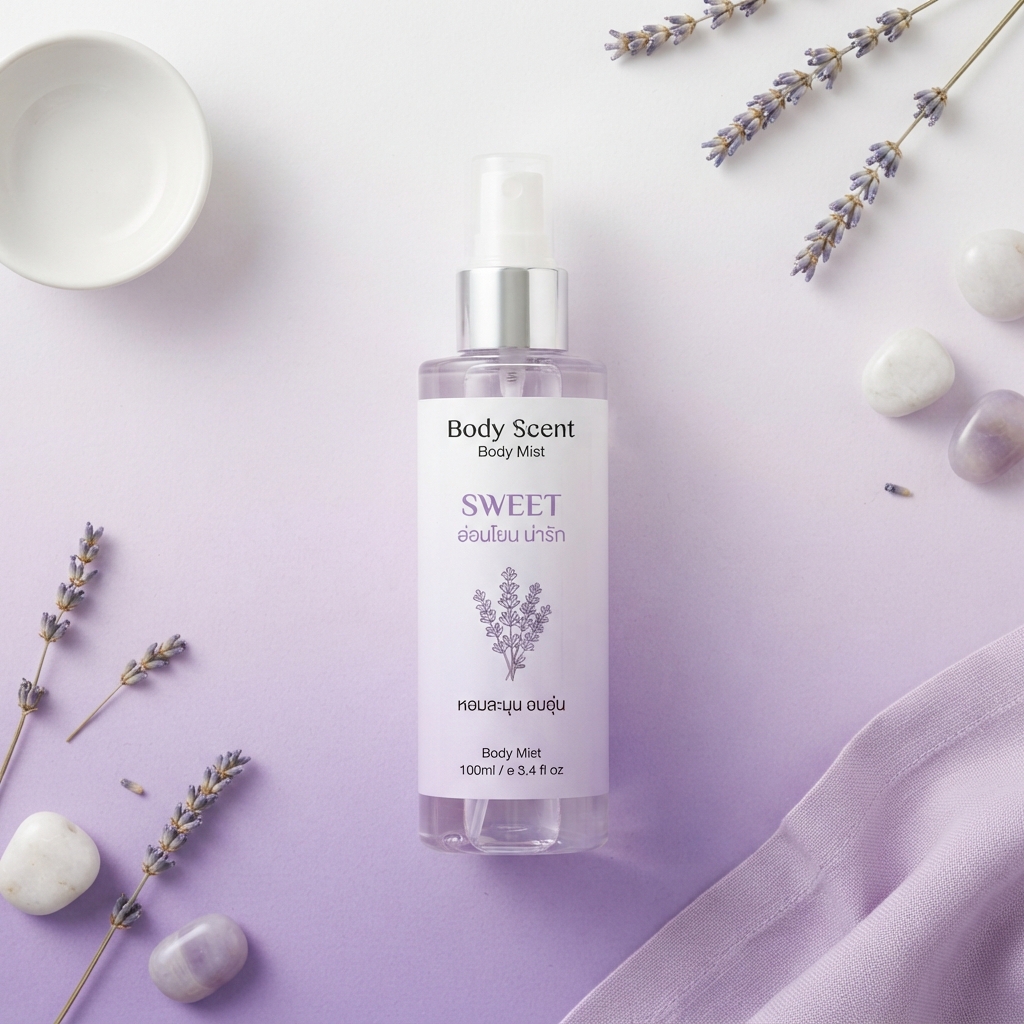 Body Scent
Body Mist
SWEET
อ่อนโยน น่ารัก
หอมละมุน อบอุ่น
Body Miet
100ml / e 3.4 fl oz